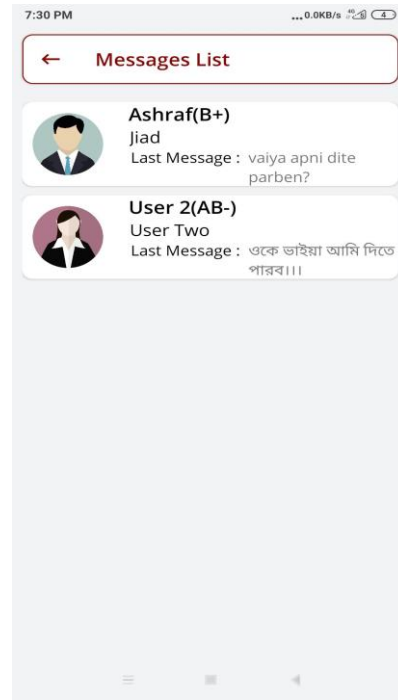 7:30 PM ...0.0KB/s 4G 4
← Messages List
Ashraf(B+)
Jiad
Last Message : vaiya apni dite
parben?
User 2(AB-)
User Two
Last Message : ওকে ভাইয়া আমি দিতে
পারব।।।